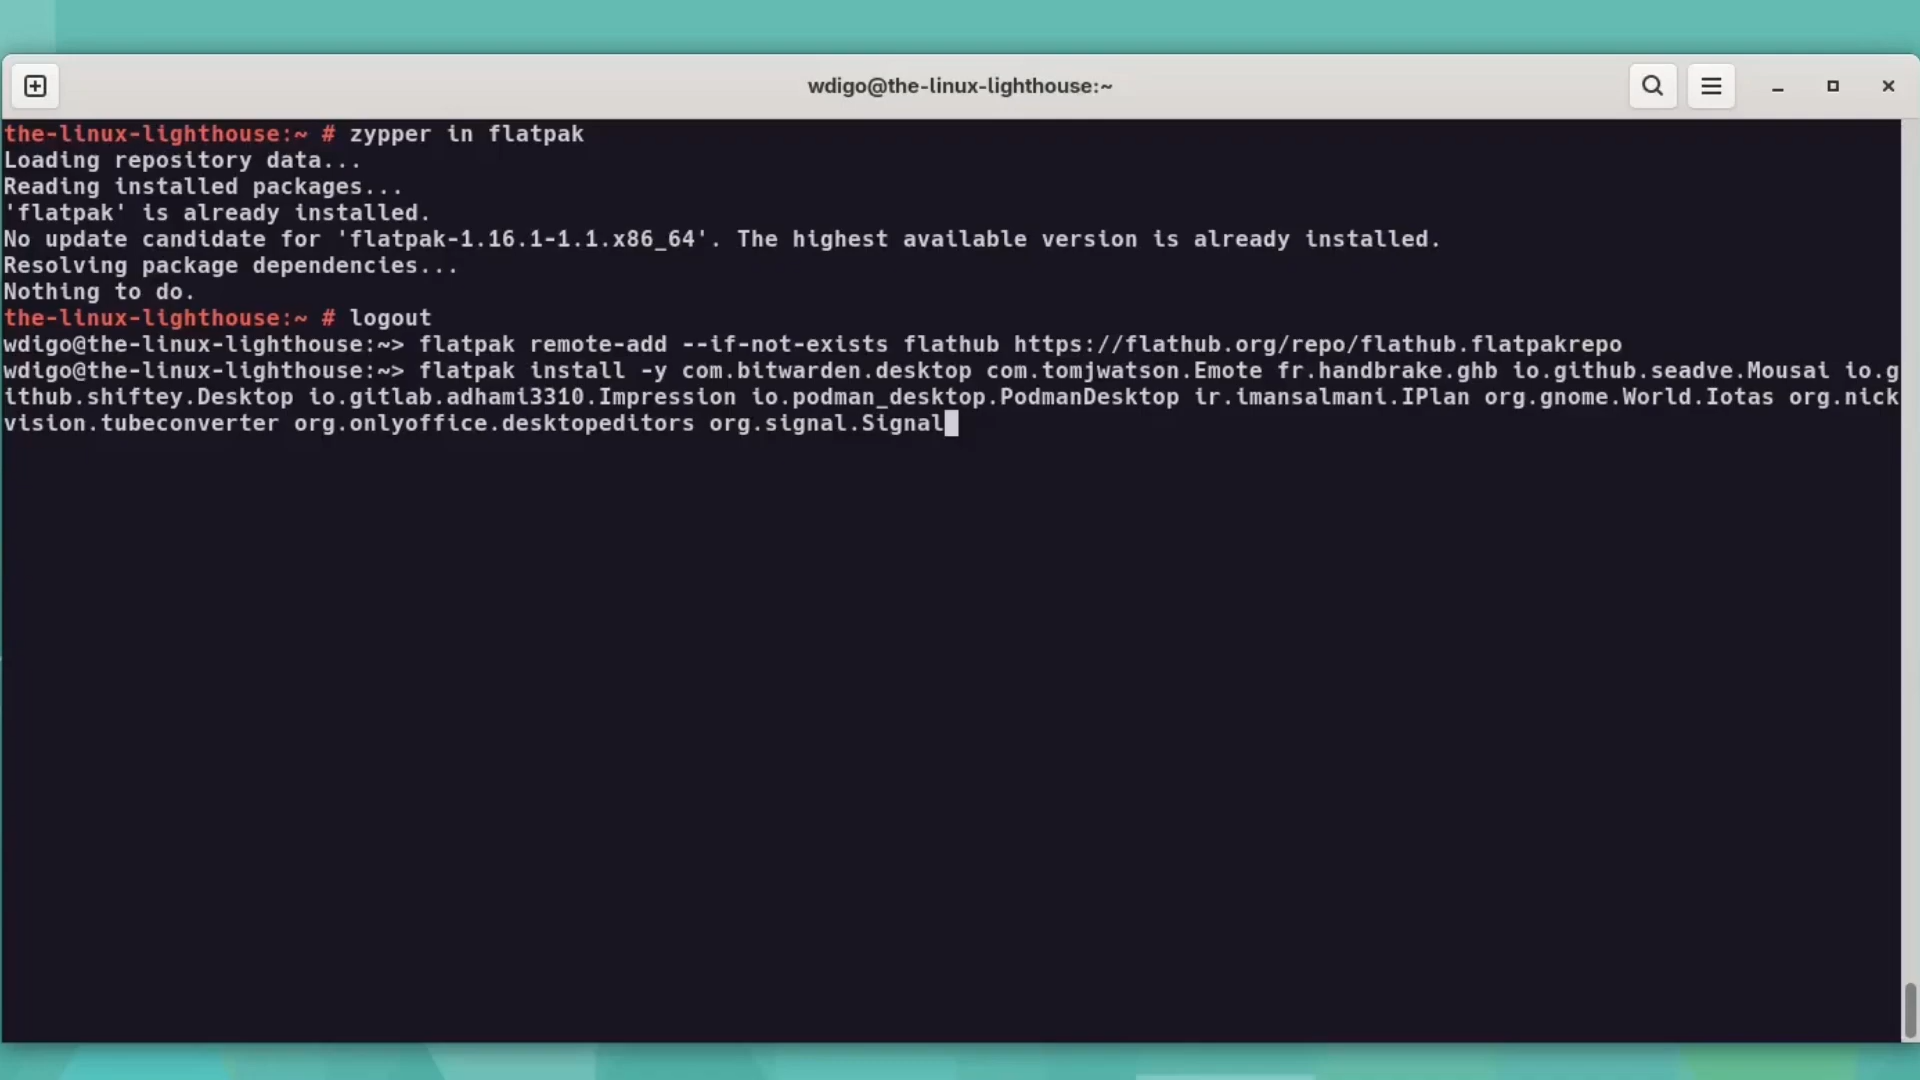 wdigo@the-linux-lighthouse:~
the-linux-lighthouse:~ # zypper in flatpak
Loading repository data...
Reading installed packages...
'flatpak' is already installed.
No update candidate for 'flatpak-1.16.1-1.1.x86_64'. The highest available version is already installed.
Resolving package dependencies...
Nothing to do.
the-linux-lighthouse:~ # logout
wdigo@the-linux-lighthouse:~> flatpak remote-add --if-not-exists flathub https://flathub.org/repo/flathub.flatpakrepo
wdigo@the-linux-lighthouse:~> flatpak install -y com.bitwarden.desktop com.tomjwatson.Emote fr.handbrake.ghb io.github.seadve.Mousai io.g
ithub.shiftey.Desktop io.gitlab.adhami3310.Impression io.podman_desktop.PodmanDesktop ir.imansalmani.IPlan org.gnome.World.Iotas org.nick
vision.tubeconverter org.onlyoffice.desktopeditors org.signal.Signal